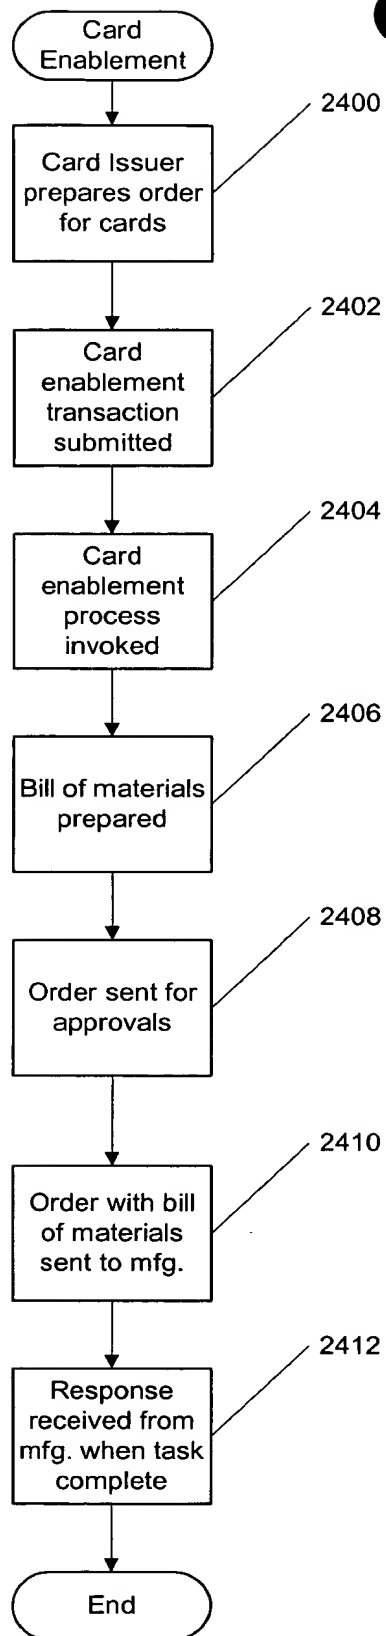 Card
Enablement
2400
Card Issuer
prepares order
for cards
2402
Card
enablement
transaction
submitted
2404
Card
enablement
process
invoked
2406
Bill of materials
prepared
2408
Order sent for
approvals
2410
Order with bill
of materials
sent to mfg.
2412
Response
received from
mfg. when task
complete
End